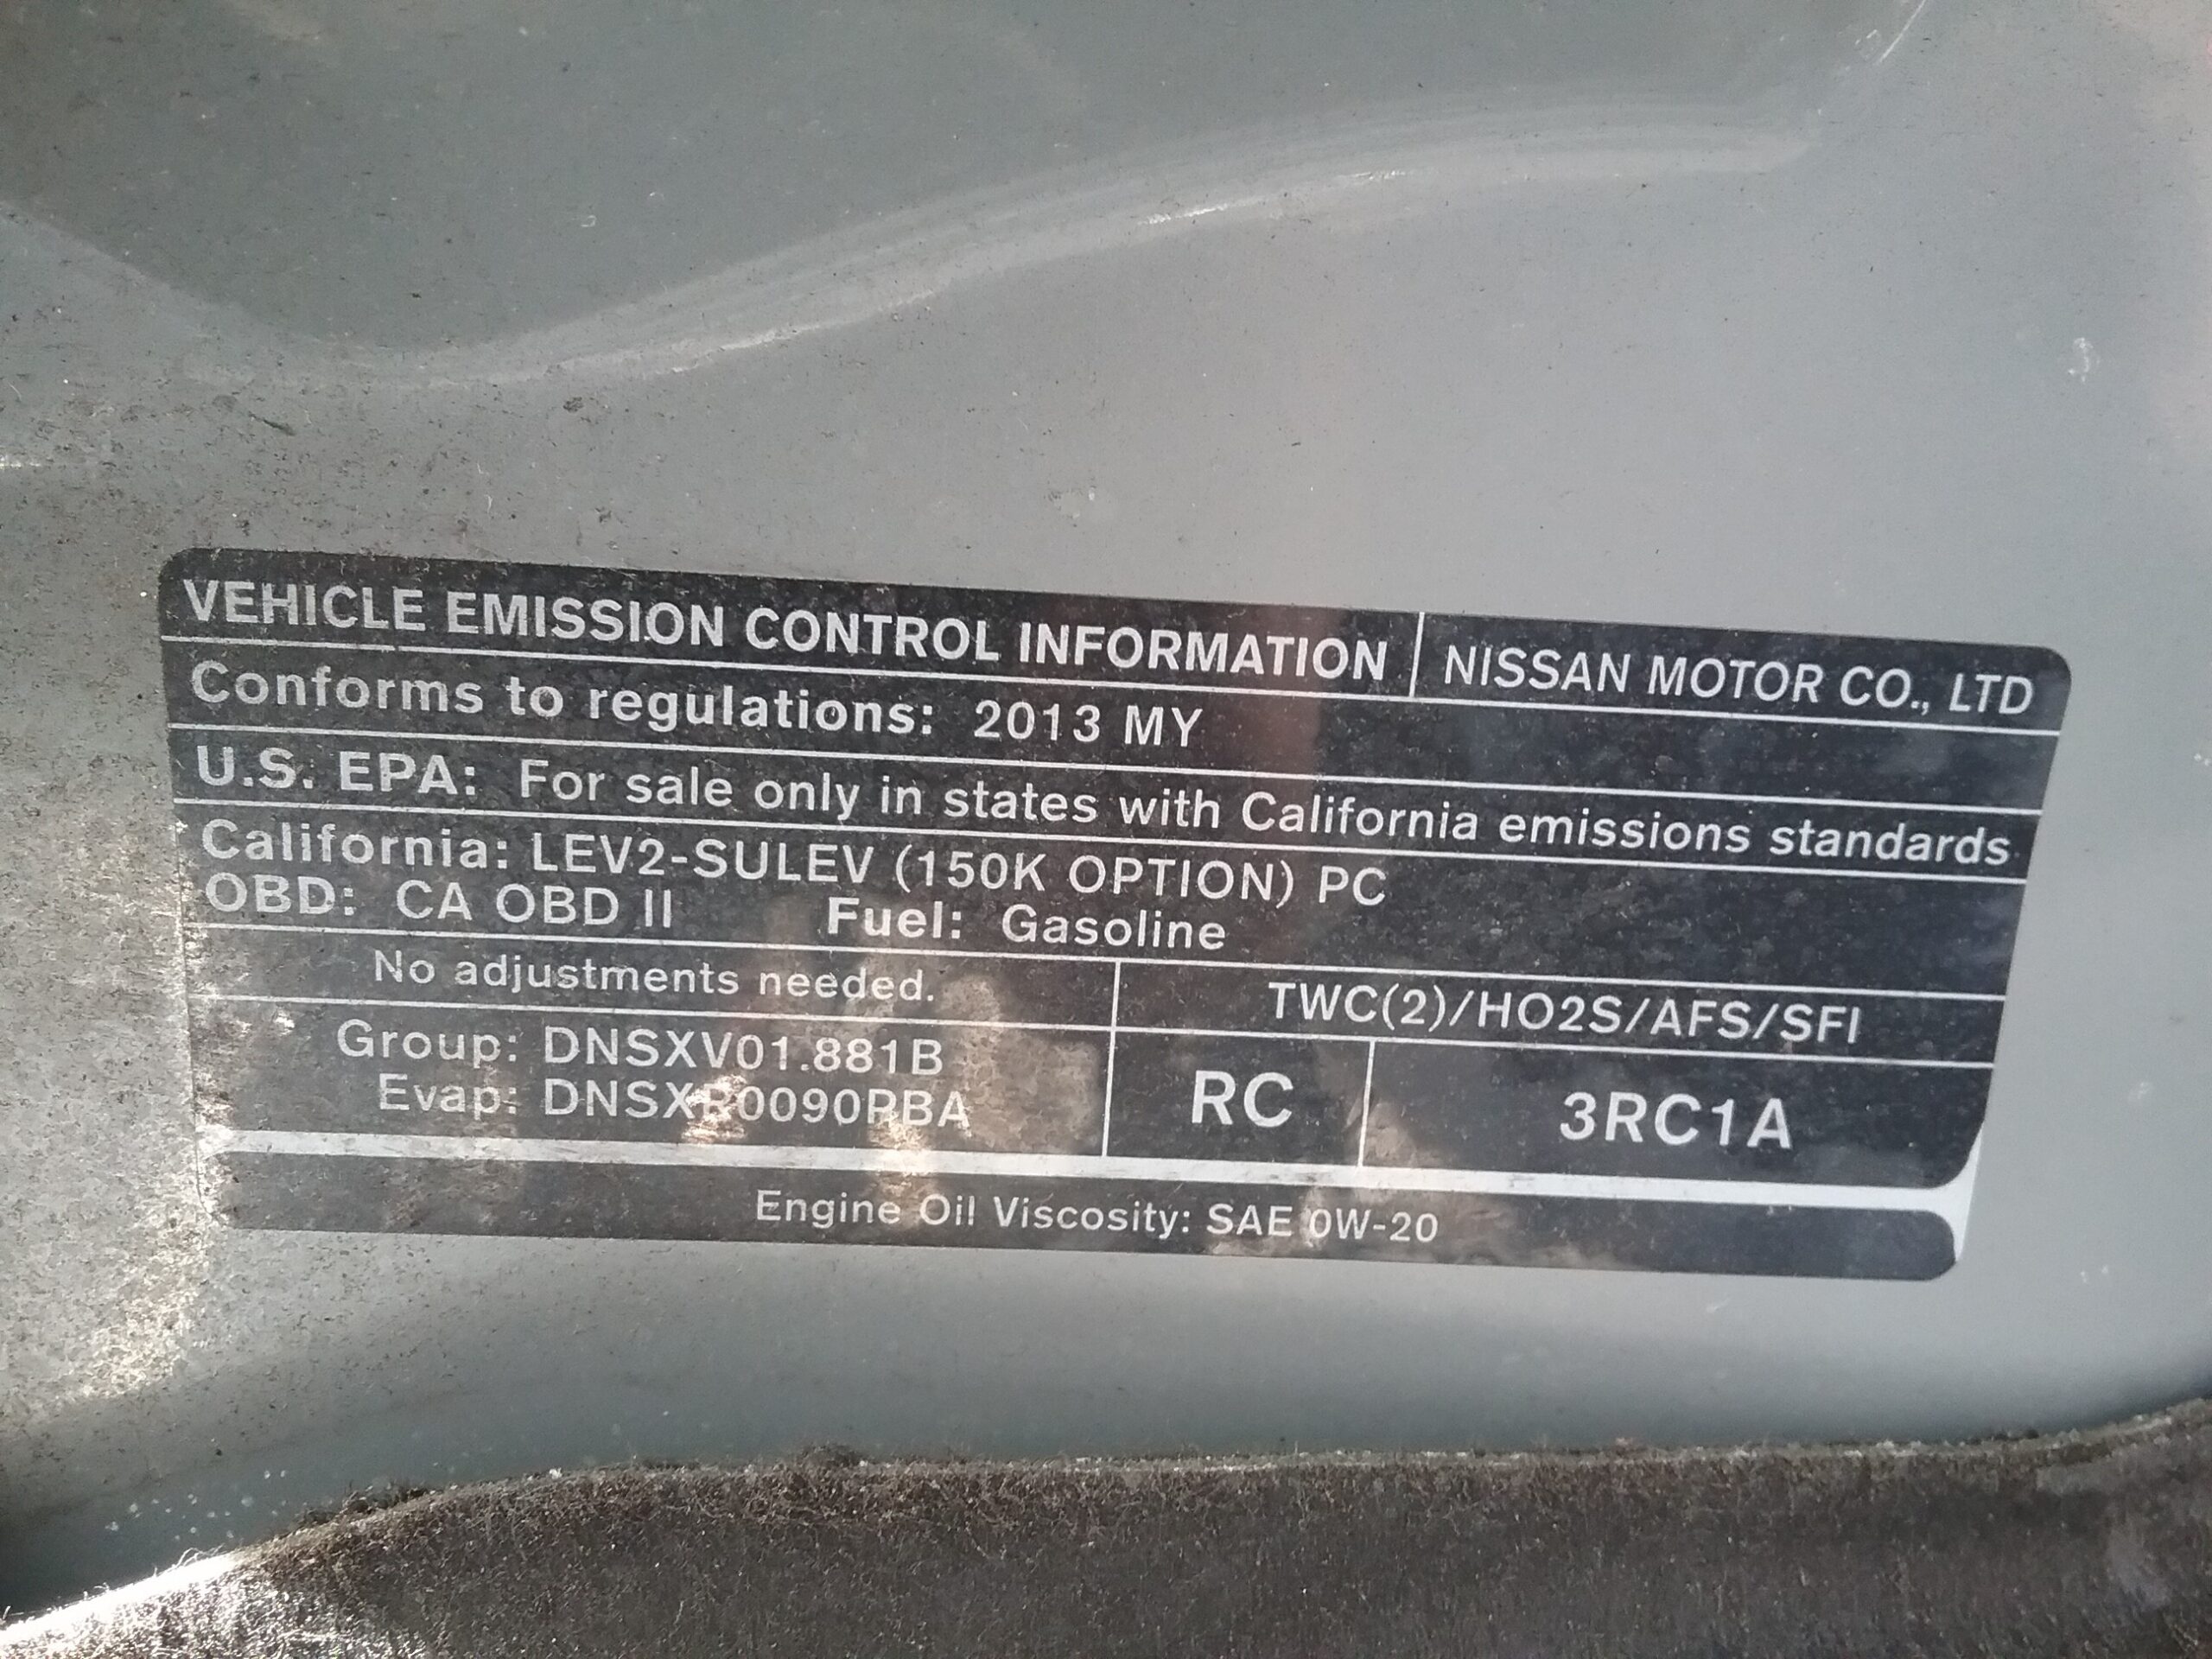 VEHICLE EMISSION CONTROL INFORMATION NISSAN MOTOR CO., LTD
Conforms to regulations: 2013 MY
U.S. EPA: For sale only in states with California emissions standards
California: LEV2-SULEV (150K OPTION) PC
OBD: CA OBD II Fuel: Gasoline
No adjustments needed.
TWC(2)/HO2S/AFS/SFI
Group: DNSXV01.881B
Evap: DNSXR0090PBA
RC
3RC1A
Engine Oil Viscosity: SAE 0W-20